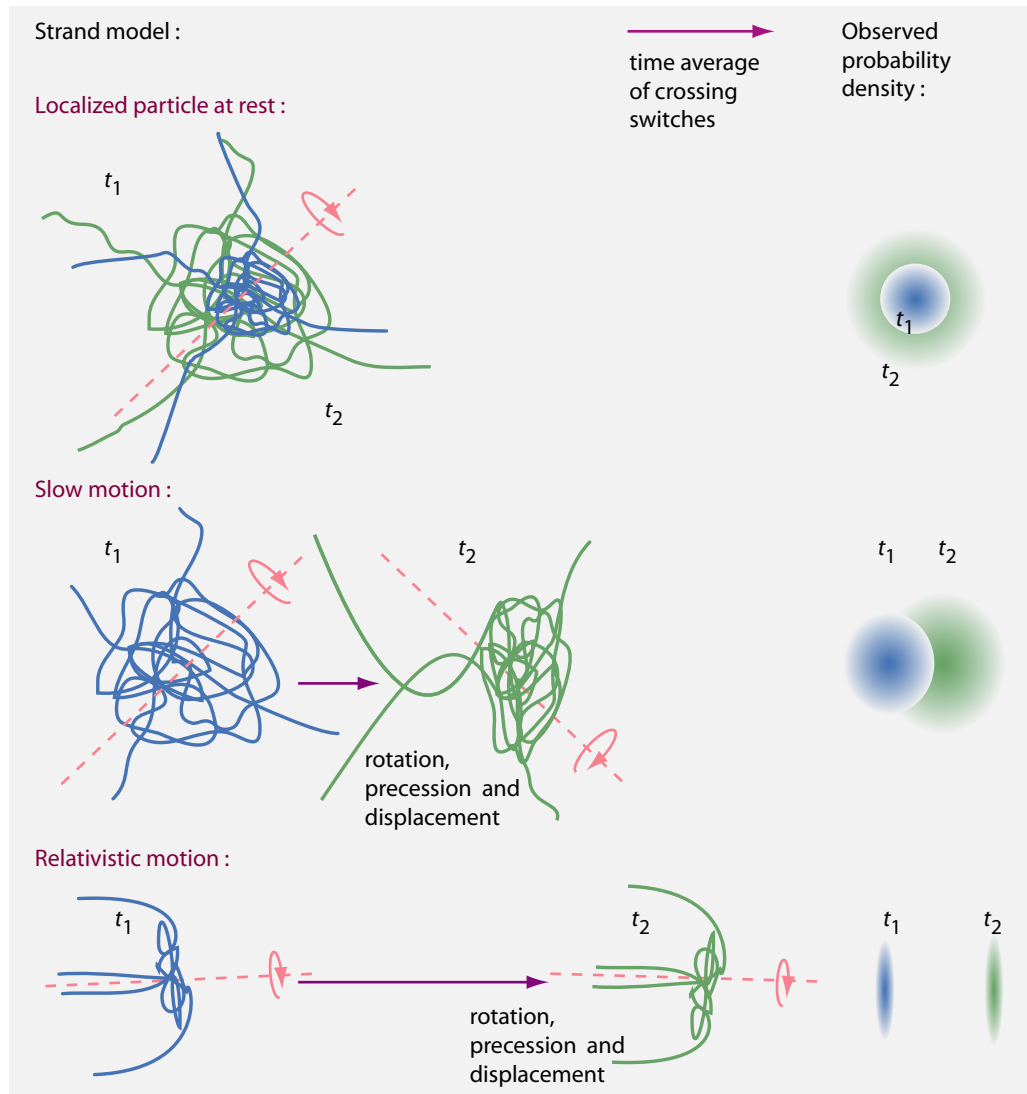 Strand model :
time average
of crossing
switches
Observed
probability
density :
Localized particle at rest :
t1
t2
t1
t2
Slow motion :
t1
t2
rotation,
precession and
displacement
t1
t2
Relativistic motion :
t1
t2
rotation,
precession and
displacement
t1
t2